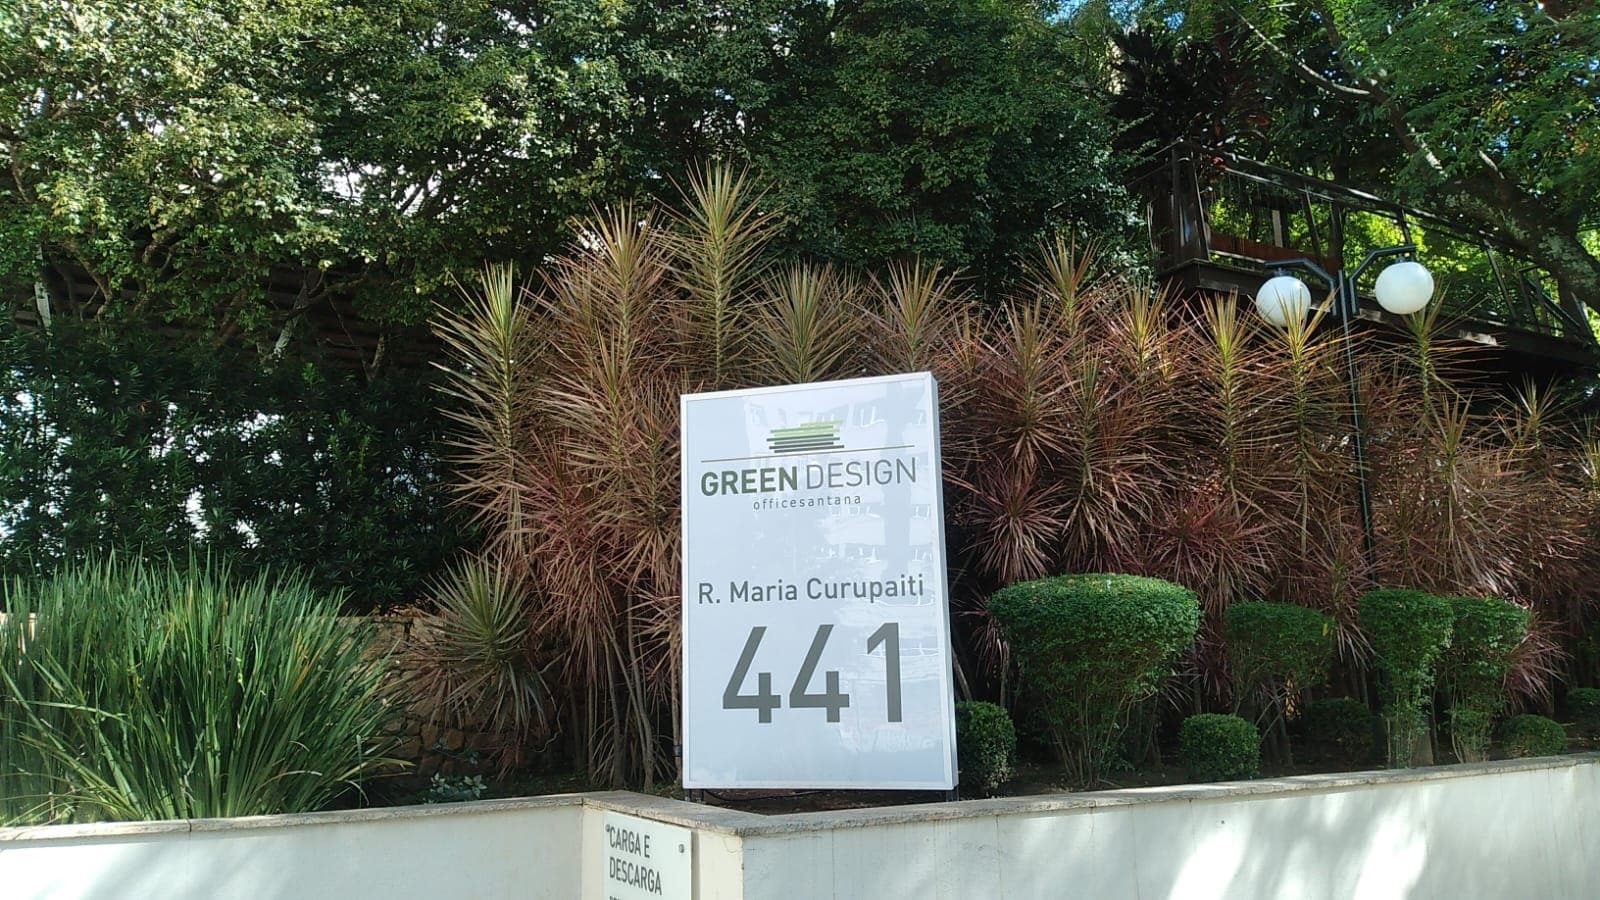 GREEN DESIGN
officesantana
R. Maria Curupaiti
441
CARGA E
DESCARGA